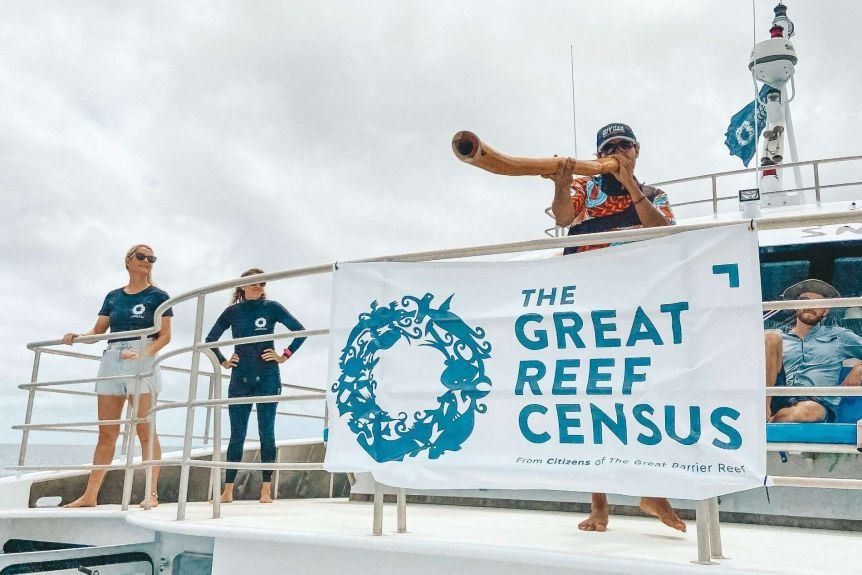 THE
GREAT
REEF
CENSUS
From Citizens of The Great Barrier Reef